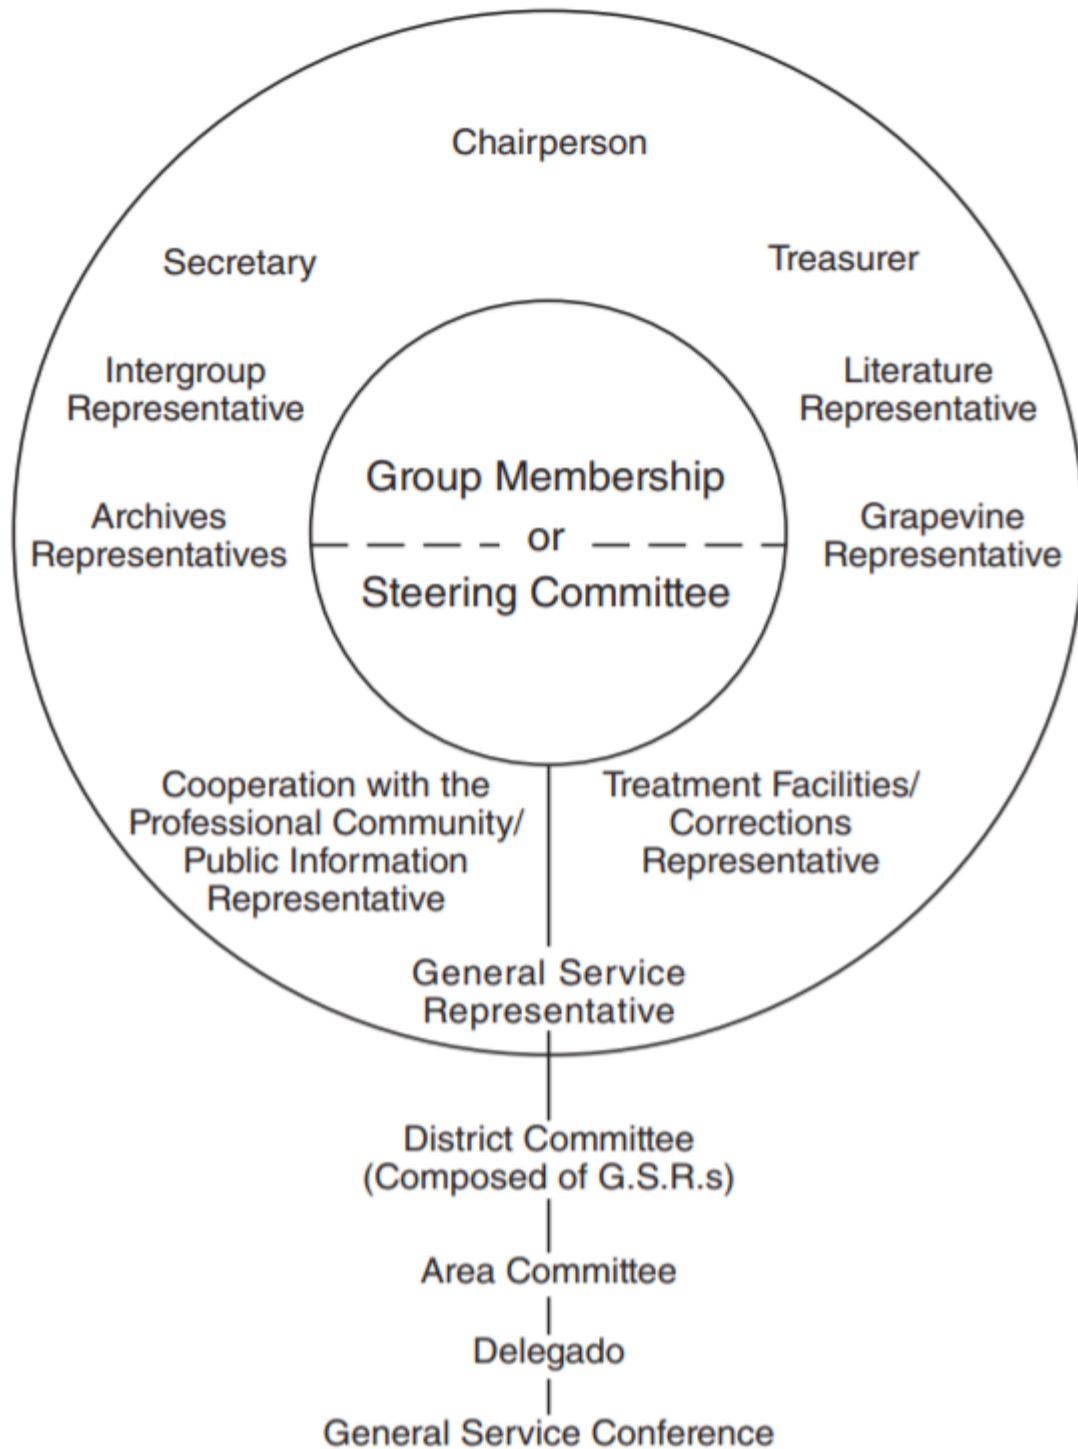 Chairperson
Secretary
Treasurer
Intergroup
Representative
Literature
Representative
Archives
Representatives
Grapevine
Representative
Group Membership
or
Steering Committee
Cooperation with the
Professional Community/
Public Information
Representative
Treatment Facilities/
Corrections
Representative
General Service
Representative
District Committee
(Composed of G.S.R.s)
Area Committee
Delegado
General Service Conference